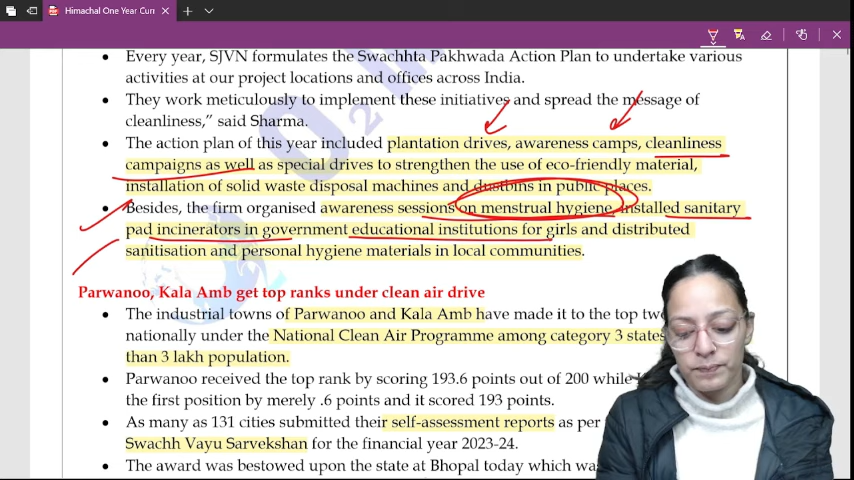 Himachal One Year Curr
Every year, SJVN formulates the Swachhta Pakhwada Action Plan to undertake various
activities at our project locations and offices across India.
They work meticulously to implement these initiatives and spread the message of
cleanliness,” said Sharma.
The action plan of this year included plantation drives, awareness camps, cleanliness
campaigns as well as special drives to strengthen the use of eco-friendly material,
installation of solid waste disposal machines and dustbins in public places.
Besides, the firm organised awareness sessions on menstrual hygiene, installed sanitary
pad incinerators in government educational institutions for girls and distributed
sanitisation and personal hygiene materials in local communities.
Parwanoo, Kala Amb get top ranks under clean air drive
The industrial towns of Parwanoo and Kala Amb have made it to the top tw
nationally under the National Clean Air Programme among category 3 states
than 3 lakh population.
Parwanoo received the top rank by scoring 193.6 points out of 200 while
the first position by merely .6 points and it scored 193 points.
As many as 131 cities submitted their self-assessment reports as per
Swachh Vayu Sarvekshan for the financial year 2023-24.
The award was bestowed upon the state at Bhopal today which was